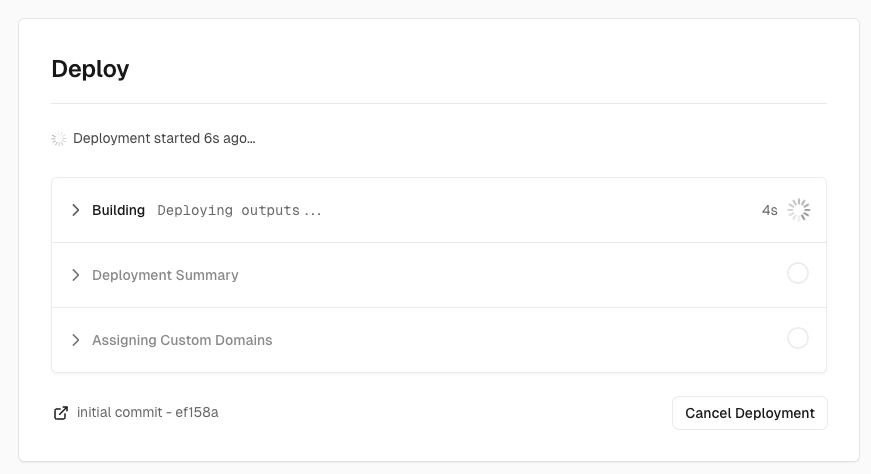 Deploy
Deployment started 6s ago...
Building Deploying outputs... 4s
Deployment Summary
Assigning Custom Domains
initial commit - ef158a
Cancel Deployment